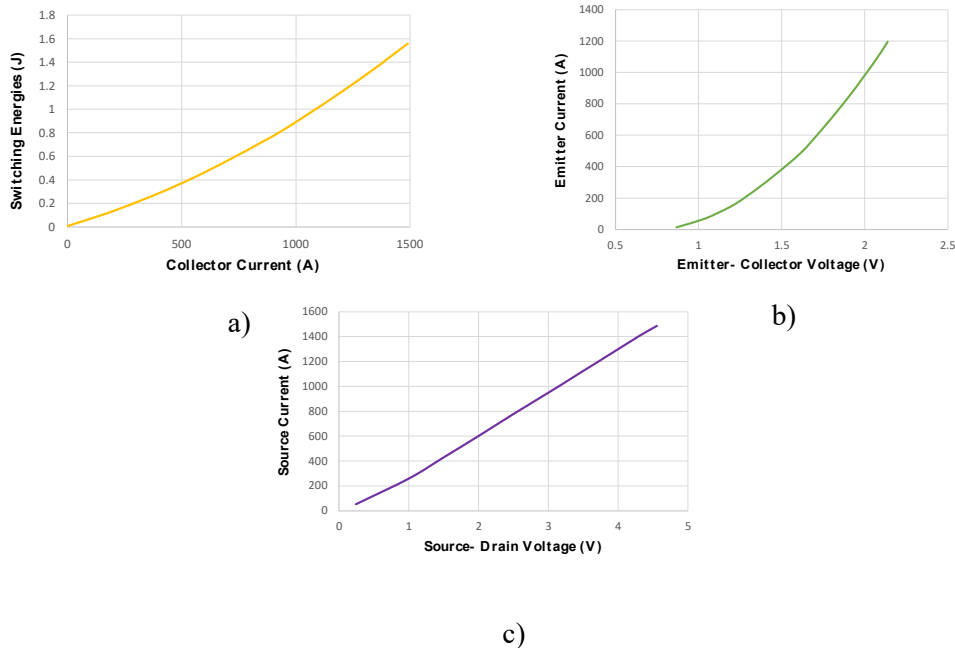 Switching Energies (J)
1.8
1.6
1.4
1.2
1
0.8
0.6
0.4
0.2
0
0 500 1000 1500
Collector Current (A)
a)
Emitter Current (A)
1200
1000
800
600
400
200
0
0.5 1 1.5 2 2.5
Emitter- Collector Voltage (V)
b)
Source Current (A)
1600
1400
1200
1000
800
600
400
200
0
0 1 2 3 4 5
Source- Drain Voltage (V)
c)